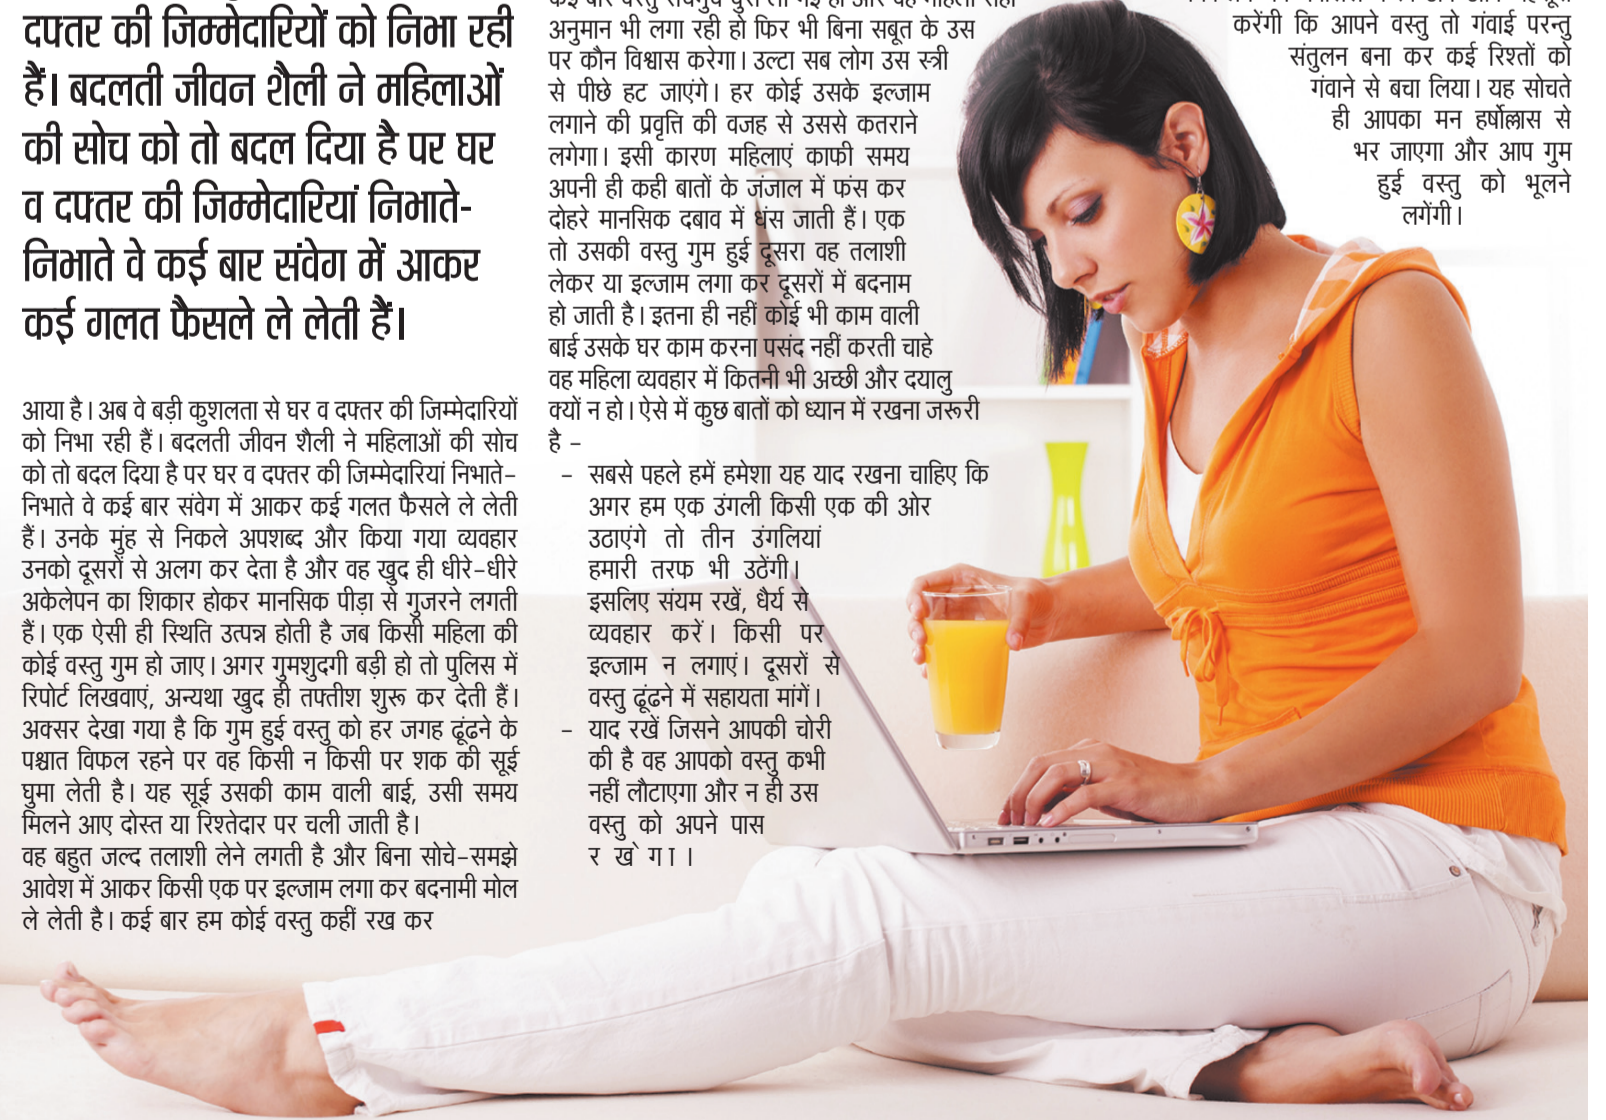 दफ्तर की जिम्मेदारियों को निभा रही
हैं। बदलती जीवन शैली ने महिलाओं
की सोच को तो बदल दिया है पर घर
व दफ्तर की जिम्मेदारियां निभाते-
निभाते वे कई बार संवेग में आकर
कई गलत फैसले ले लेती हैं।
आया है। अब वे बड़ी कुशलता से घर व दफ्तर की जिम्मेदारियों
को निभा रही हैं। बदलती जीवन शैली ने महिलाओं की सोच
को तो बदल दिया है पर घर व दफ्तर की जिम्मेदारियां निभाते-
निभाते वे कई बार संवेग में आकर कई गलत फैसले ले लेती
हैं। उनके मुंह से निकले अपशब्द और किया गया व्यवहार
उनको दूसरों से अलग कर देता है और वह खुद ही धीरे-धीरे
अकेलेपन का शिकार होकर मानसिक पीड़ा से गुजरने लगती
हैं। एक ऐसी ही स्थिति उत्पन्न होती है जब किसी महिला की
कोई वस्तु गुम हो जाए। अगर गुमशुदगी बड़ी हो तो पुलिस में
रिपोर्ट लिखवाएं, अन्यथा खुद ही तफ्तीश शुरू कर देती हैं।
अक्सर देखा गया है कि गुम हुई वस्तु को हर जगह ढूंढने के
पश्चात विफल रहने पर वह किसी न किसी पर शक की सूई
घुमा लेती है। यह सूई उसकी काम वाली बाई, उसी समय
मिलने आए दोस्त या रिश्तेदार पर चली जाती है।
वह बहुत जल्द तलाशी लेने लगती है और बिना सोचे-समझे
आवेश में आकर किसी एक पर इल्जाम लगा कर बदनामी मोल
ले लेती है। कई बार हम कोई वस्तु कहीं रख कर
अनुमान भी लगा रही हो फिर भी बिना सबूत के उस
पर कौन विश्वास करेगा। उल्टा सब लोग उस स्त्री
से पीछे हट जाएंगे। हर कोई उसके इल्जाम
लगाने की प्रवृत्ति की वजह से उससे कतराने
लगेगा। इसी कारण महिलाएं काफी समय
अपनी ही कही बातों के जंजाल में फंस कर
दोहरे मानसिक दबाव में धंस जाती हैं। एक
तो उसकी वस्तु गुम हुई दूसरा वह तलाशी
लेकर या इल्जाम लगा कर दूसरों में बदनाम
हो जाती है। इतना ही नहीं कोई भी काम वाली
बाई उसके घर काम करना पसंद नहीं करती चाहे
वह महिला व्यवहार में कितनी भी अच्छी और दयालु
क्यों न हो। ऐसे में कुछ बातों को ध्यान में रखना जरूरी
है -
- सबसे पहले हमें हमेशा यह याद रखना चाहिए कि
अगर हम एक उंगली किसी एक की ओर
उठाएंगे तो तीन उंगलियां
हमारी तरफ भी उठेंगी।
इसलिए संयम रखें, धैर्य से
व्यवहार करें। किसी पर
इल्जाम न लगाएं। दूसरों से
वस्तु ढूंढने में सहायता मांगें।
- याद रखें जिसने आपकी चोरी
की है वह आपको वस्तु कभी
नहीं लौटाएगा और न ही उस
वस्तु को अपने पास
रखेगा।
करेंगी कि आपने वस्तु तो गंवाई परन्तु
संतुलन बना कर कई रिश्तों को
गंवाने से बचा लिया। यह सोचते
ही आपका मन हर्षोल्लास से
भर जाएगा और आप गुम
हुई वस्तु को भूलने
लगेंगी।